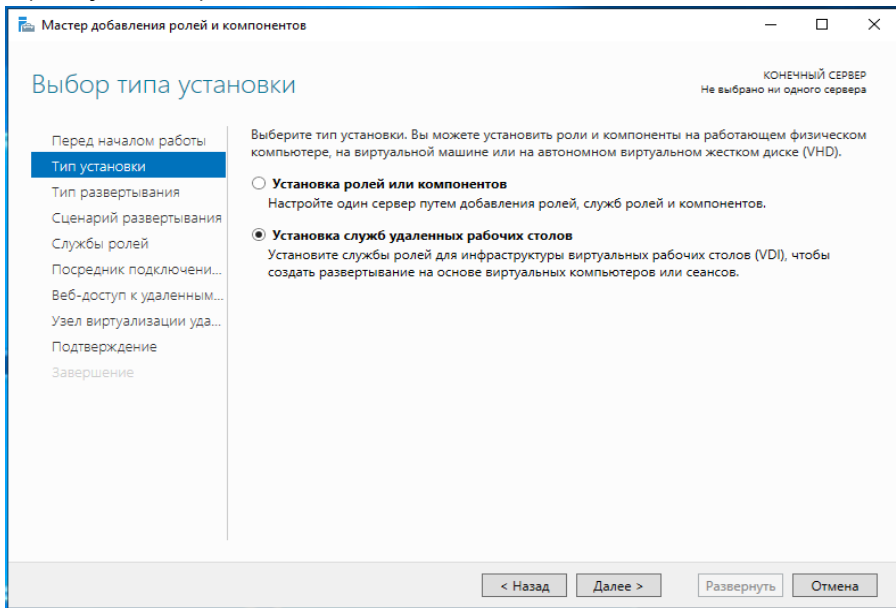 Мастер добавления ролей и компонентов
Выбор типа установки
КОНЕЧНЫЙ СЕРВЕР
Не выбрано ни одного сервера
Перед началом работы
Тип установки
Тип развертывания
Сценарий развертывания
Службы ролей
Посредник подключени...
Веб-доступ к удаленным...
Узел виртуализации уда...
Подтверждение
Завершение
Выберите тип установки. Вы можете установить роли и компоненты на работающем физическом
компьютере, на виртуальной машине или на автономном виртуальном жестком диске (VHD).
Установка ролей или компонентов
Настройте один сервер путем добавления ролей, служб ролей и компонентов.
Установка служб удаленных рабочих столов
Установите службы ролей для инфраструктуры виртуальных рабочих столов (VDI), чтобы
создать развертывание на основе виртуальных компьютеров или сеансов.
< Назад
Далее >
Развернуть
Отмена